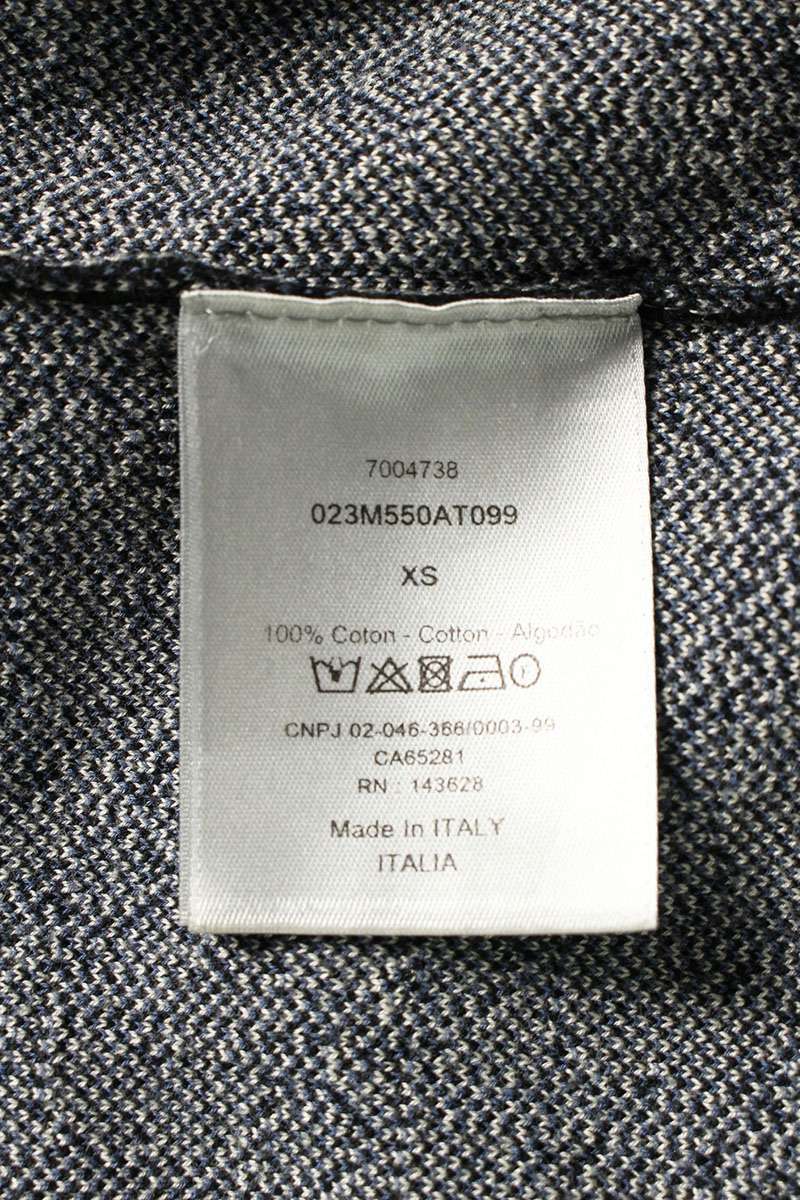 7004738
023M550AT099
XS
100% Coton - Cotton - Algodão
CNPJ 02-046-366/0003-99
CA65281
RN : 143628
Made In ITALY
ITALIA